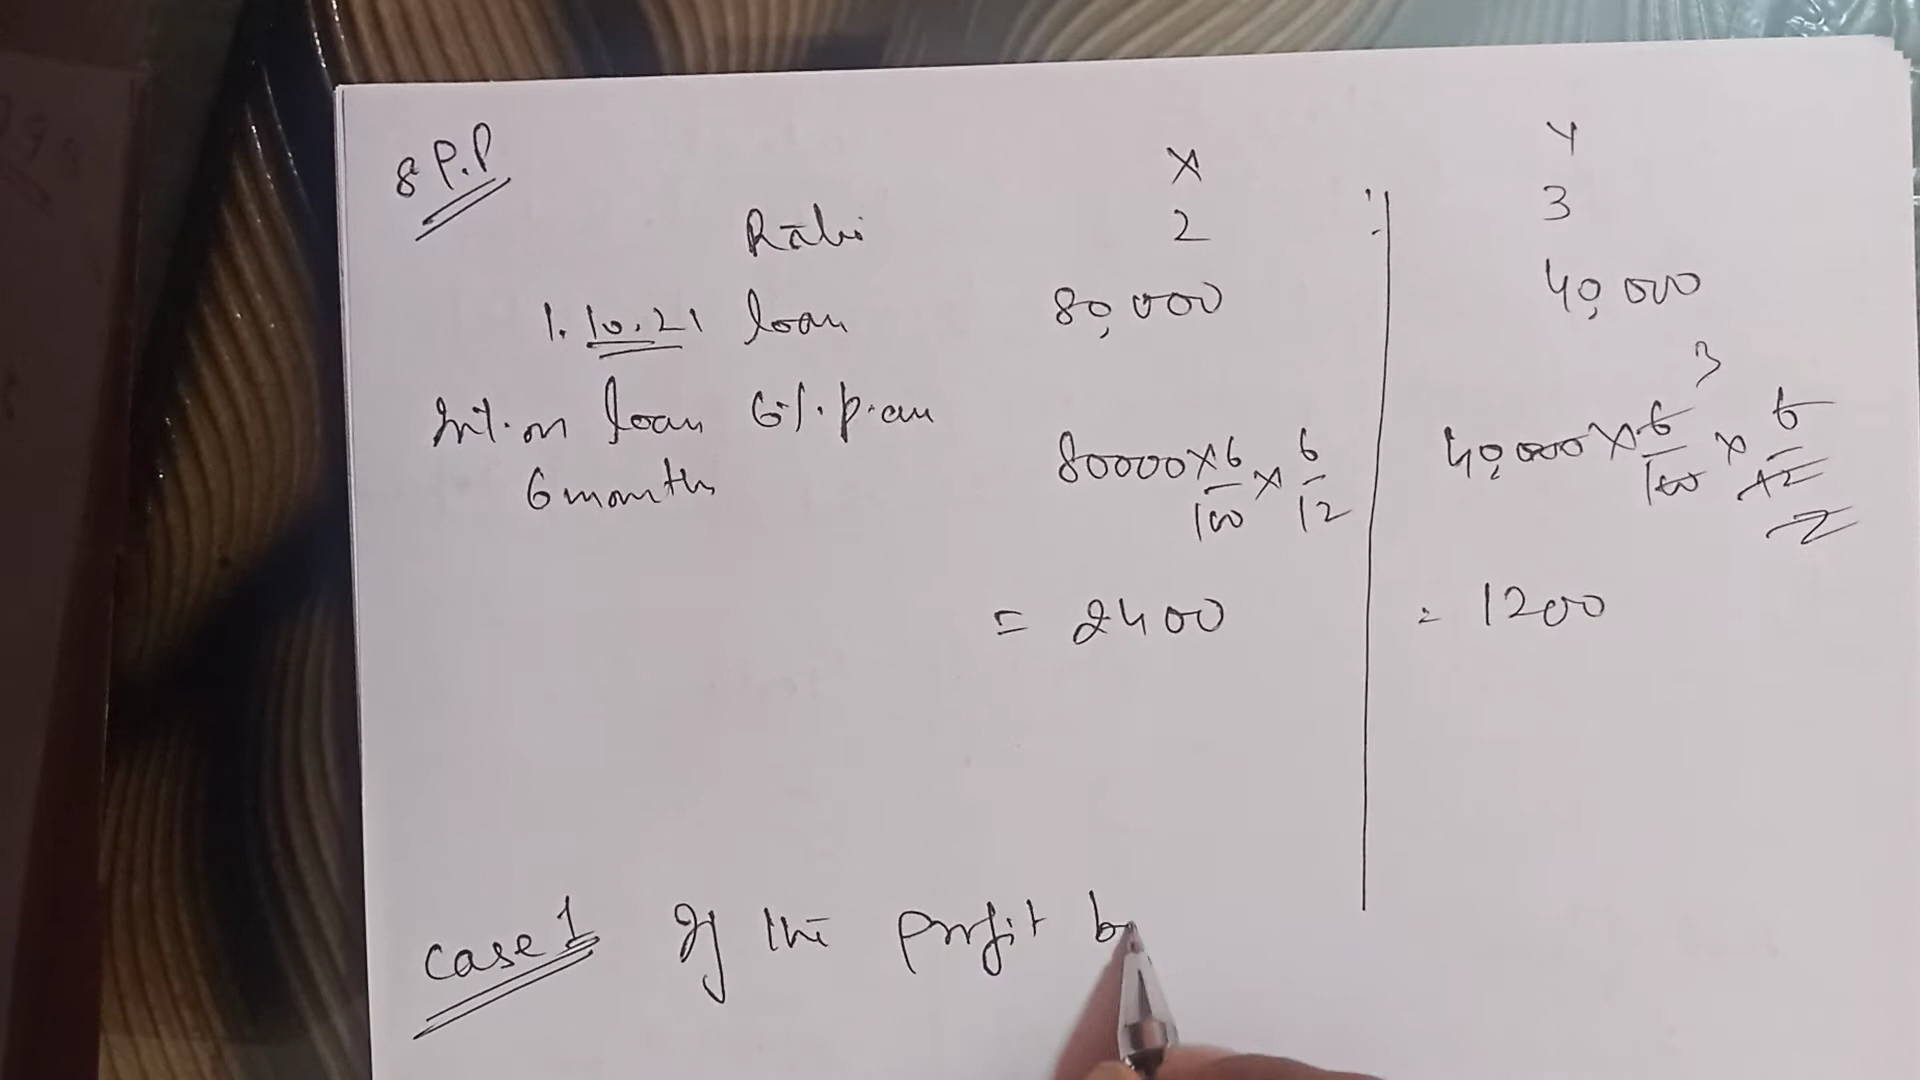 8 P.P
X Y
Ratio 2 : 3
1.10.21 loan 80,000 40,000
Int. on loan 6%.p.an
6 months
80000 x 6/100 x 6/12
40,000 x 6/100 x 6/12
3
2
= 2400 = 1200
Case 1 If the profit be